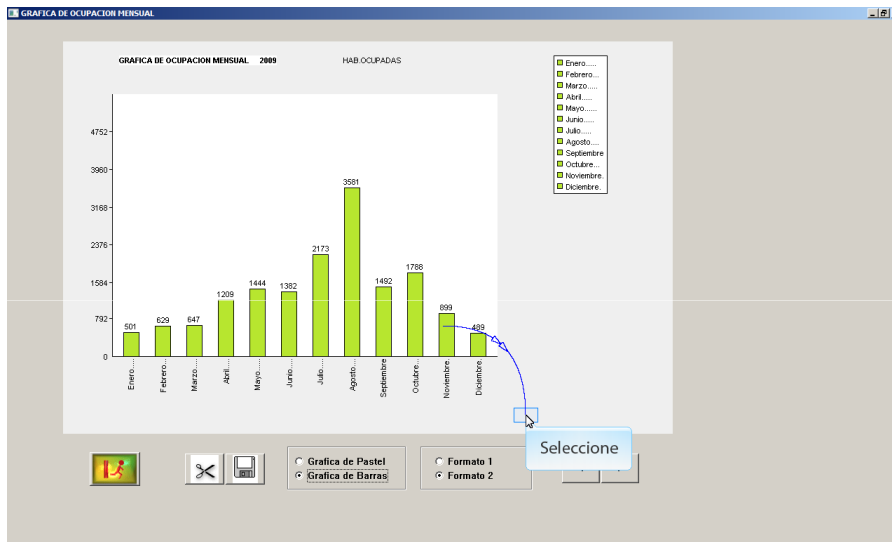 GRAFICA DE OCUPACION MENSUAL
GRAFICA DE OCUPACION MENSUAL 2009
HAB.OCUPADAS
Enero.....
Febrero...
Marzo.....
Abril.....
Mayo......
Junio.....
Julio.....
Agosto....
Septiembre
Octubre...
Noviembre.
Diciembre.
4752
3960
3168
2376
1584
792
0
501
629
647
1209
1444
1382
2173
3581
1492
1788
899
489
Enero.....
Febrero...
Marzo.....
Abril.....
Mayo......
Junio.....
Julio.....
Agosto....
Septiembre
Octubre...
Noviembre.
Diciembre.
Seleccione
Grafica de Pastel
Grafica de Barras
Formato 1
Formato 2